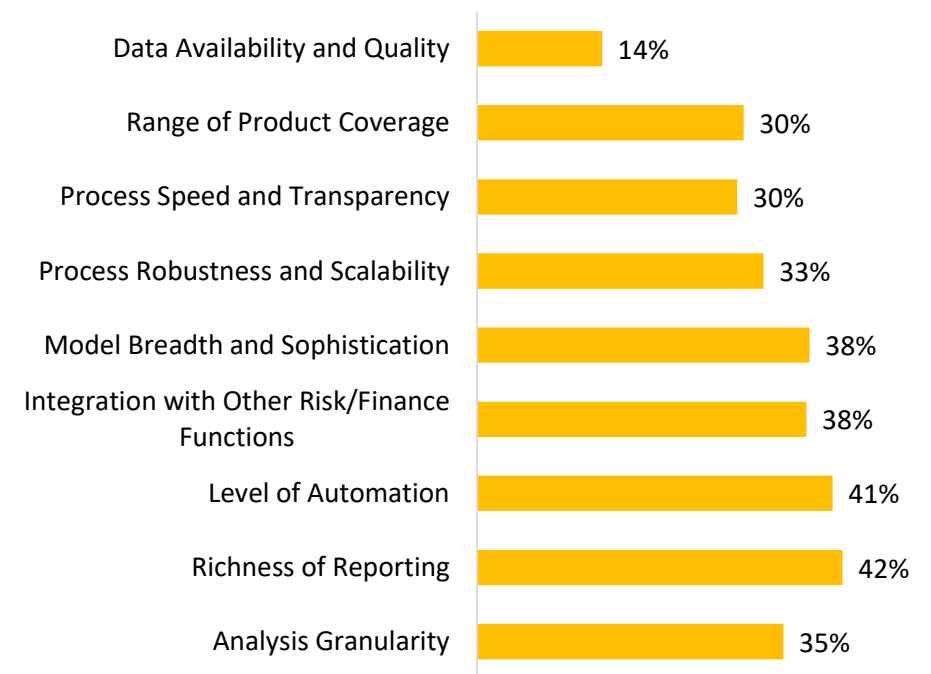 Data Availability and Quality 14%
Range of Product Coverage 30%
Process Speed and Transparency 30%
Process Robustness and Scalability 33%
Model Breadth and Sophistication 38%
Integration with Other Risk/Finance
Functions 38%
Level of Automation 41%
Richness of Reporting 42%
Analysis Granularity 35%